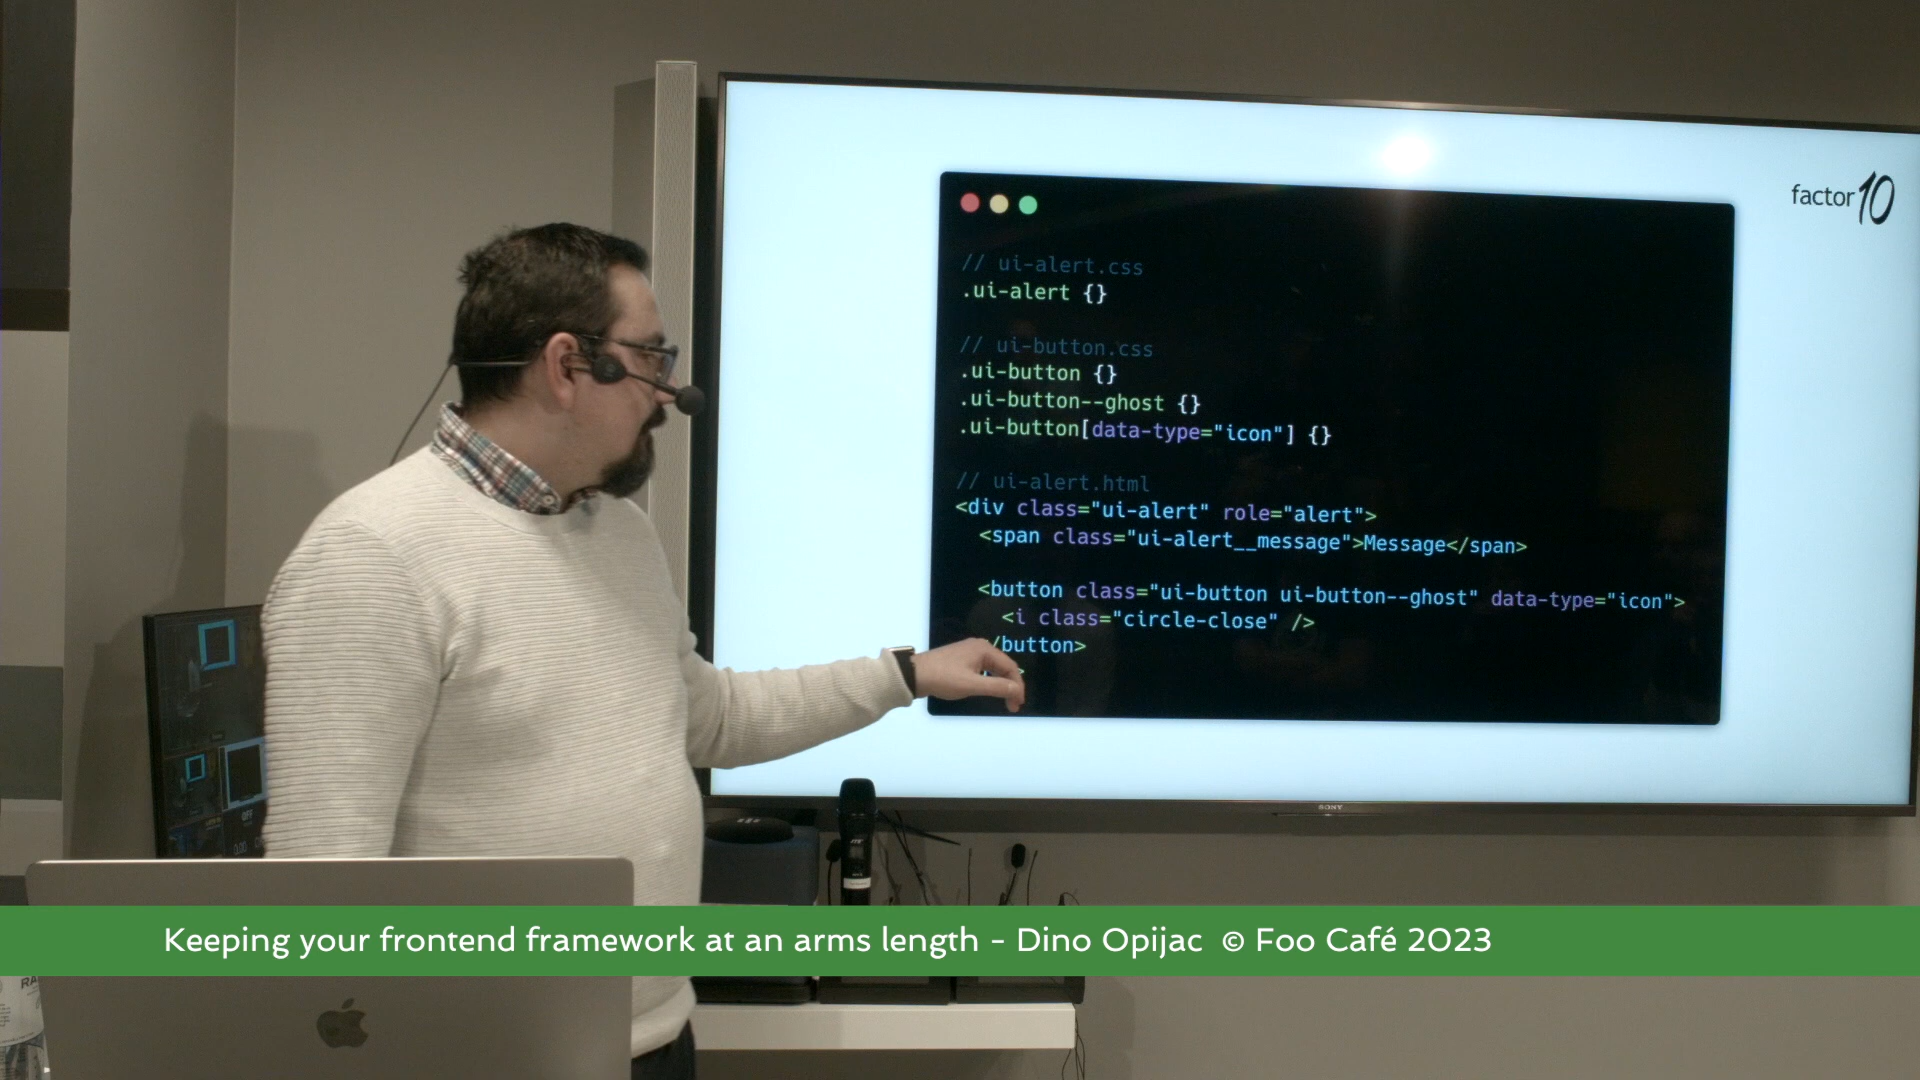 factor10
// ui-alert.css
.ui-alert {}
// ui-button.css
.ui-button {}
.ui-button--ghost {}
.ui-button[data-type="icon"] {}
// ui-alert.html
<div class="ui-alert" role="alert">
<span class="ui-alert__message">Message</span>
<button class="ui-button ui-button--ghost" data-type="icon">
<i class="circle-close" />
/button>
>
SONY
OFF
Keeping your frontend framework at an arms length - Dino Opijac © Foo Café 2023
RA